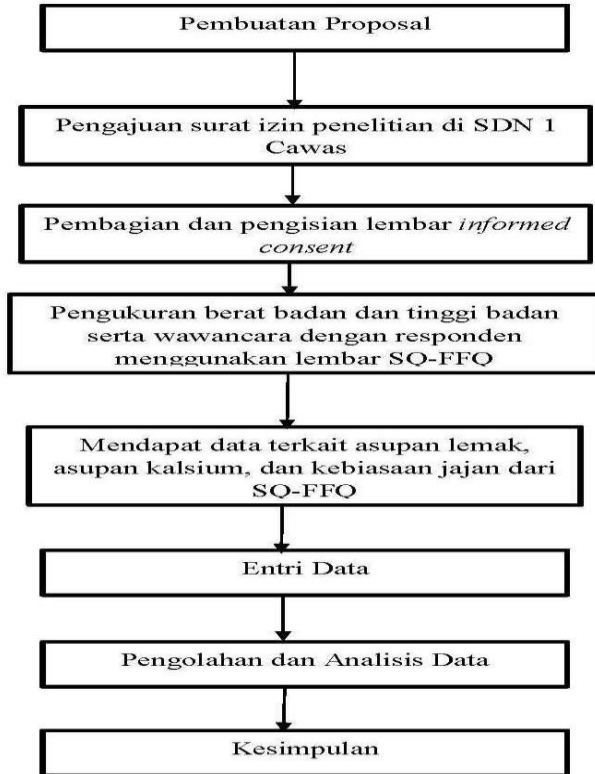 Pembuatan Proposal
Pengajuan surat izin penelitian di SDN 1
Cawas
Pembagian dan pengisian lembar informed
consent
Pengukuran berat badan dan tinggi badan
serta wawancara dengan responden
menggunakan lembar SQ-FFQ
Mendapat data terkait asupan lemak,
asupan kalsium, dan kebiasaan jajan dari
SQ-FFQ
Entri Data
Pengolahan dan Analisis Data
Kesimpulan